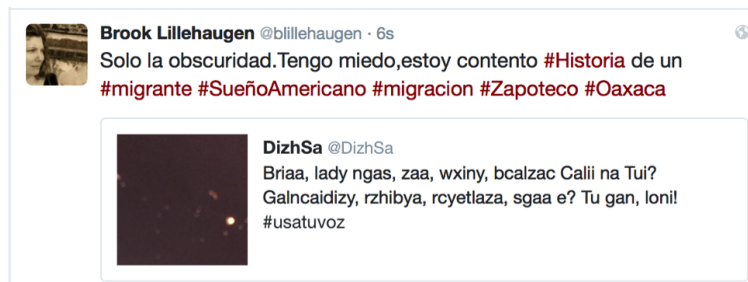 Brook Lillehaugen @blillehaugen · 6s
Solo la obscuridad.Tengo miedo,estoy contento #Historia de un
#migrante #SueñoAmericano #migracion #Zapoteco #Oaxaca
DizhSa @DizhSa
Briaa, lady ngas, zaa, wxiny, bcalzac Calii na Tui?
Galncaidizy, rzhibya, rcyetlaza, sgaa e? Tu gan, loni!
#usatuvoz